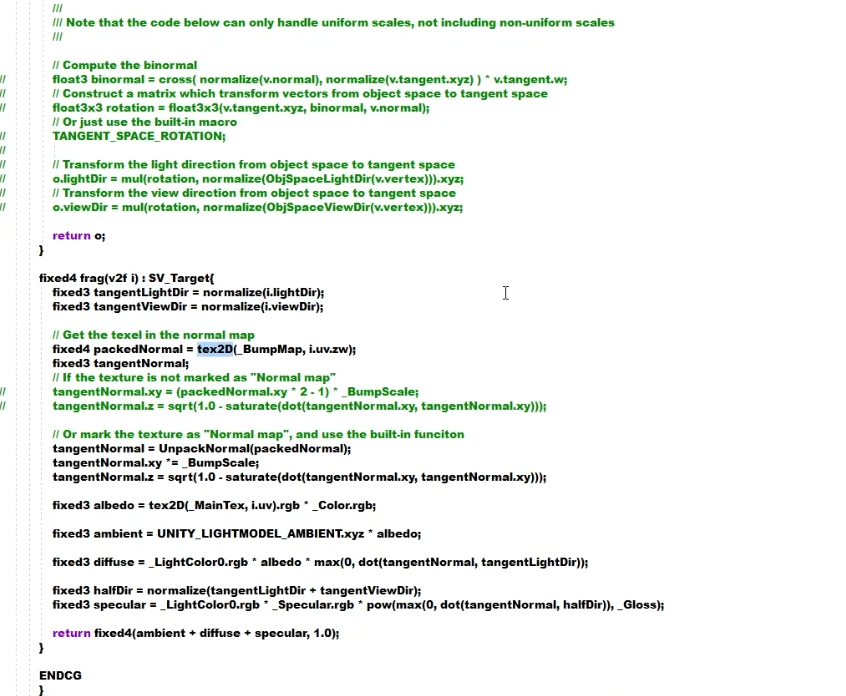 ///
/// Note that the code below can only handle uniform scales, not including non-uniform scales
///
// Compute the binormal
// float3 binormal = cross( normalize(v.normal), normalize(v.tangent.xyz) ) * v.tangent.w;
// // Construct a matrix which transform vectors from object space to tangent space
// float3x3 rotation = float3x3(v.tangent.xyz, binormal, v.normal);
// // Or just use the built-in macro
// TANGENT_SPACE_ROTATION;
//
// // Transform the light direction from object space to tangent space
// o.lightDir = mul(rotation, normalize(ObjSpaceLightDir(v.vertex))).xyz;
// // Transform the view direction from object space to tangent space
// o.viewDir = mul(rotation, normalize(ObjSpaceViewDir(v.vertex))).xyz;
return o;
}
fixed4 frag(v2f i) : SV_Target{
fixed3 tangentLightDir = normalize(i.lightDir);
fixed3 tangentViewDir = normalize(i.viewDir);
// Get the texel in the normal map
fixed4 packedNormal = tex2D(_BumpMap, i.uv.zw);
fixed3 tangentNormal;
// If the texture is not marked as "Normal map"
// tangentNormal.xy = (packedNormal.xy * 2 - 1) * _BumpScale;
// tangentNormal.z = sqrt(1.0 - saturate(dot(tangentNormal.xy, tangentNormal.xy)));
// Or mark the texture as "Normal map", and use the built-in funciton
tangentNormal = UnpackNormal(packedNormal);
tangentNormal.xy *= _BumpScale;
tangentNormal.z = sqrt(1.0 - saturate(dot(tangentNormal.xy, tangentNormal.xy)));
fixed3 albedo = tex2D(_MainTex, i.uv).rgb * _Color.rgb;
fixed3 ambient = UNITY_LIGHTMODEL_AMBIENT.xyz * albedo;
fixed3 diffuse = _LightColor0.rgb * albedo * max(0, dot(tangentNormal, tangentLightDir));
fixed3 halfDir = normalize(tangentLightDir + tangentViewDir);
fixed3 specular = _LightColor0.rgb * _Specular.rgb * pow(max(0, dot(tangentNormal, halfDir)), _Gloss);
return fixed4(ambient + diffuse + specular, 1.0);
}
ENDCG
}